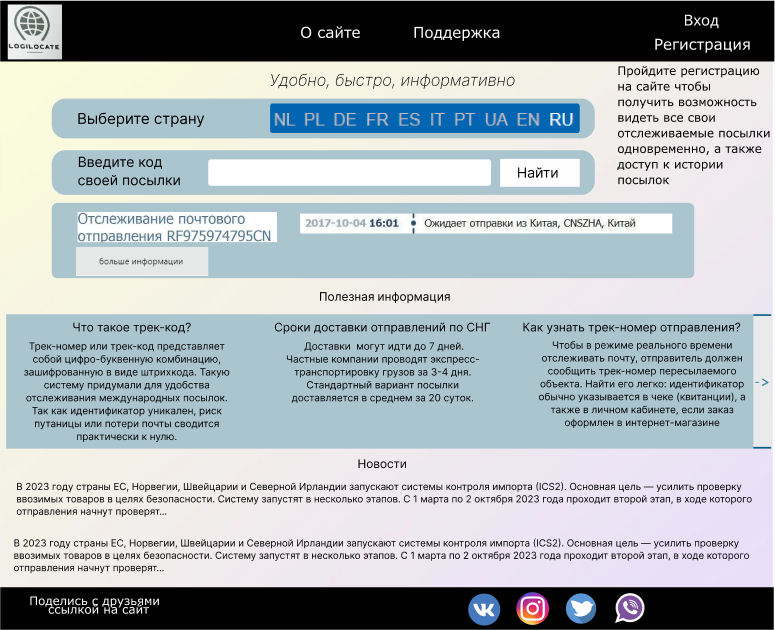 LOGILOCATE
О сайте
Поддержка
Вход
Регистрация
Удобно, быстро, информативно
Пройдите регистрацию
на сайте чтобы
получить возможность
видеть все свои
отслеживаемые посылки
одновременно, а также
доступ к истории
посылок
Выберите страну
NL PL DE FR ES IT PT UA EN RU
Введите код
своей посылки
Найти
Отслеживание почтового
отправления RF975974795CN
2017-10-04 16:01 Ожидает отправки из Китая, CNSZHA, Китай
больше информации
Полезная информация
Что такое трек-код?
Трек-номер или трек-код представляет
собой цифро-буквенную комбинацию,
зашифрованную в виде штрихкода. Такую
систему придумали для удобства
отслеживания международных посылок.
Так как идентификатор уникален, риск
путаницы или потери почты сводится
практически к нулю.
Сроки доставки отправлений по СНГ
Доставки могут идти до 7 дней.
Частные компании проводят экспресс-
транспортировку грузов за 3-4 дня.
Стандартный вариант посылки
доставляется в среднем за 20 суток.
Как узнать трек-номер отправления?
Чтобы в режиме реального времени
отслеживать почту, отправитель должен
сообщить трек-номер пересылаемого
объекта. Найти его легко: идентификатор
обычно указывается в чеке (квитанции), а
также в личном кабинете, если заказ
оформлен в интернет-магазине
->
Новости
В 2023 году страны ЕС, Норвегии, Швейцарии и Северной Ирландии запускают системы контроля импорта (ICS2). Основная цель — усилить проверку
ввозимых товаров в целях безопасности. Систему запустят в несколько этапов. С 1 марта по 2 октября 2023 года проходит второй этап, в ходе которого
отправления начнут проверят...
В 2023 году страны ЕС, Норвегии, Швейцарии и Северной Ирландии запускают системы контроля импорта (ICS2). Основная цель — усилить проверку
ввозимых товаров в целях безопасности. Систему запустят в несколько этапов. С 1 марта по 2 октября 2023 года проходит второй этап, в ходе которого
отправления начнут проверят...
Поделись с друзьями
ссылкой на сайт